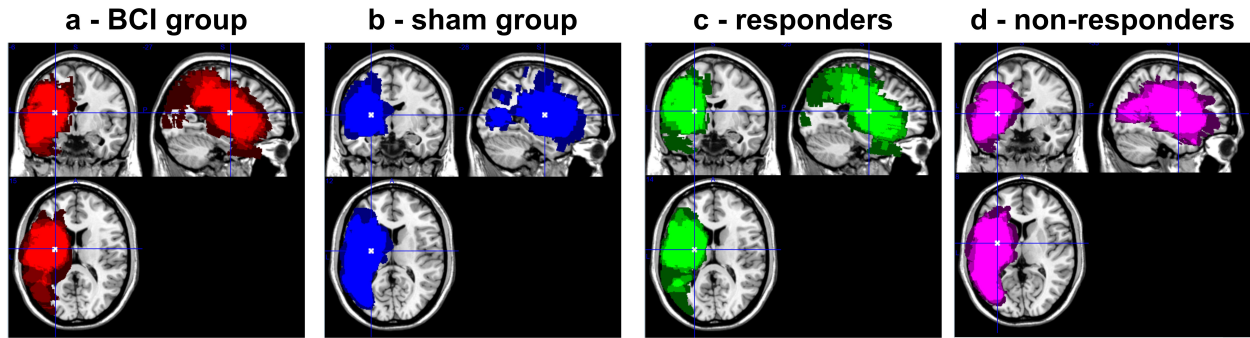 a - BCI group
b - sham group
c - responders
d - non-responders